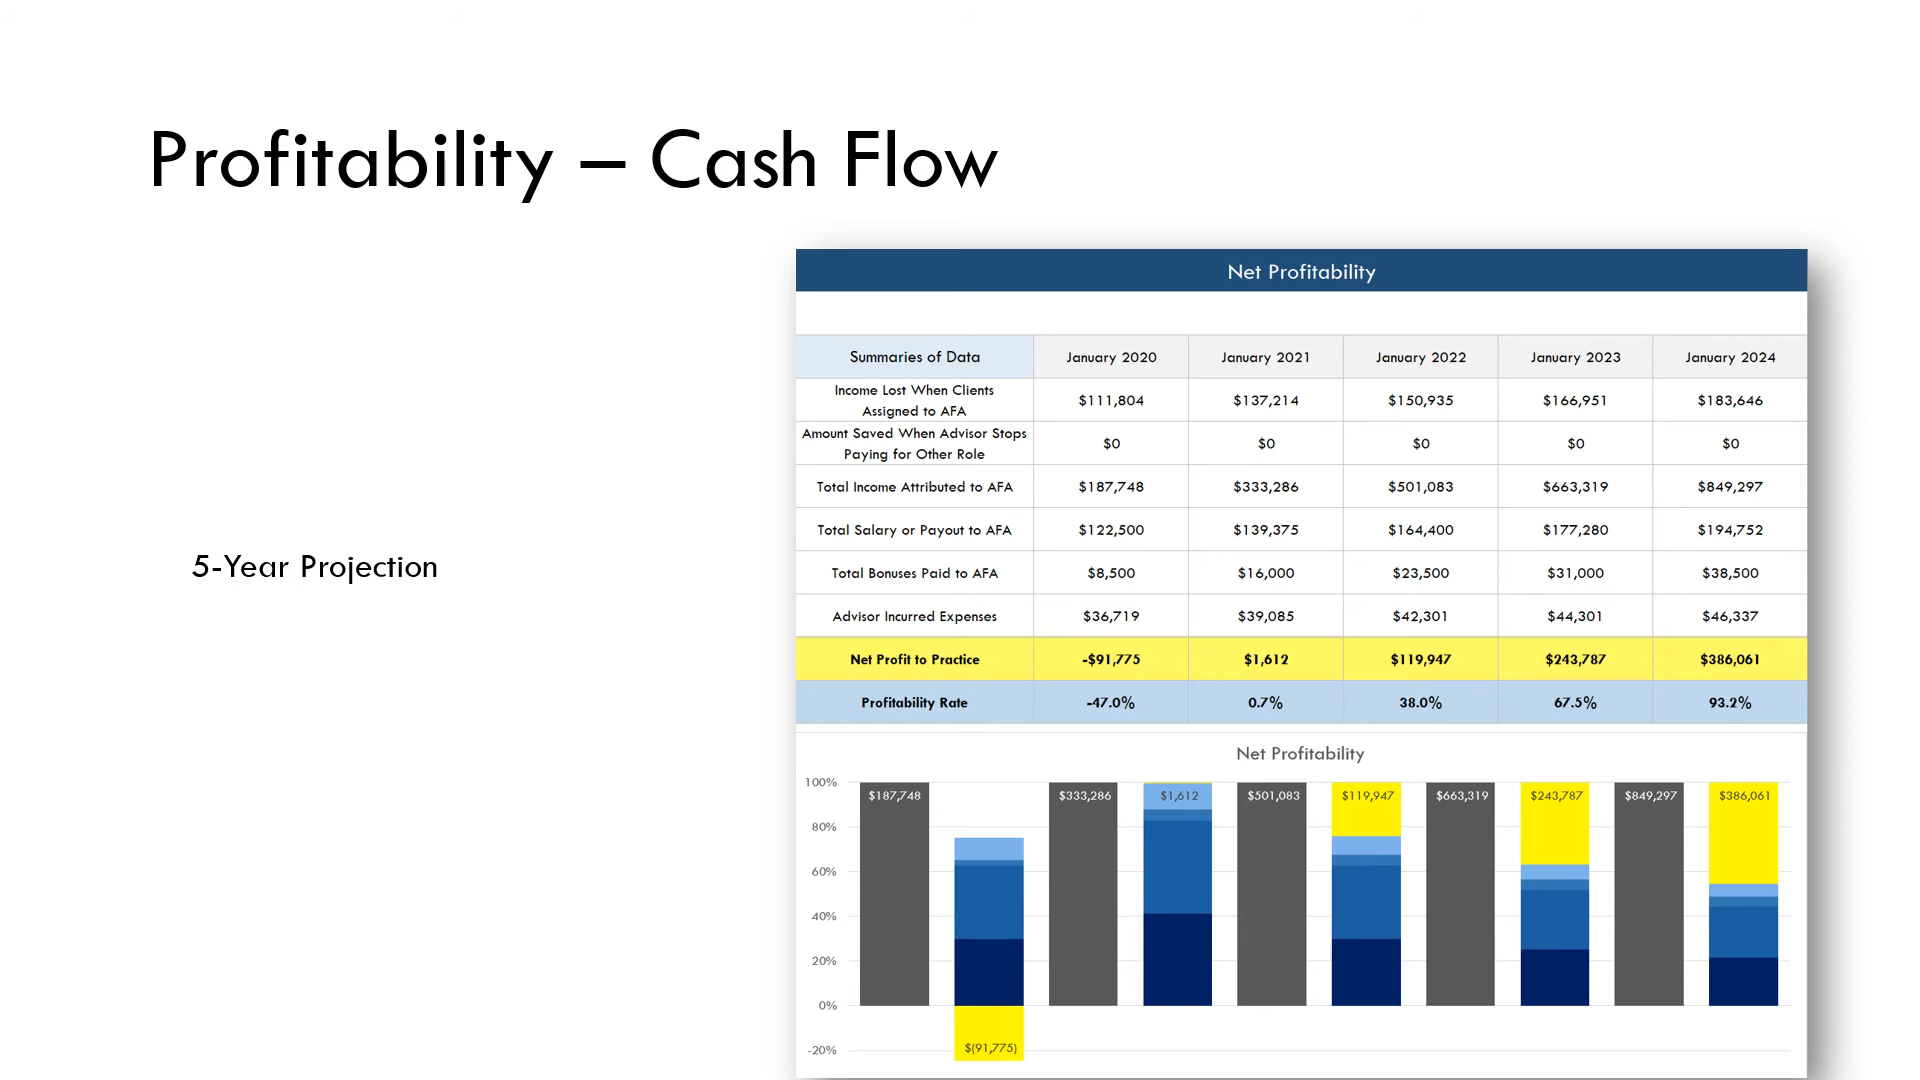 Profitability – Cash Flow
5-Year Projection
Net Profitability
Summaries of Data January 2020 January 2021 January 2022 January 2023 January 2024
Income Lost When Clients
Assigned to AFA $111,804 $137,214 $150,935 $166,951 $183,646
Amount Saved When Advisor Stops
Paying for Other Role $0 $0 $0 $0 $0
Total Income Attributed to AFA $187,748 $333,286 $501,083 $663,319 $849,297
Total Salary or Payout to AFA $122,500 $139,375 $164,400 $177,280 $194,752
Total Bonuses Paid to AFA $8,500 $16,000 $23,500 $31,000 $38,500
Advisor Incurred Expenses $36,719 $39,085 $42,301 $44,301 $46,337
Net Profit to Practice -$91,775 $1,612 $119,947 $243,787 $386,061
Profitability Rate -47.0% 0.7% 38.0% 67.5% 93.2%
Net Profitability
100%
$187,748 $333,286 $1,612 $501,083 $119,947 $663,319 $243,787 $849,297 $386,061
80%
60%
40%
20%
0%
-20% $(91,775)